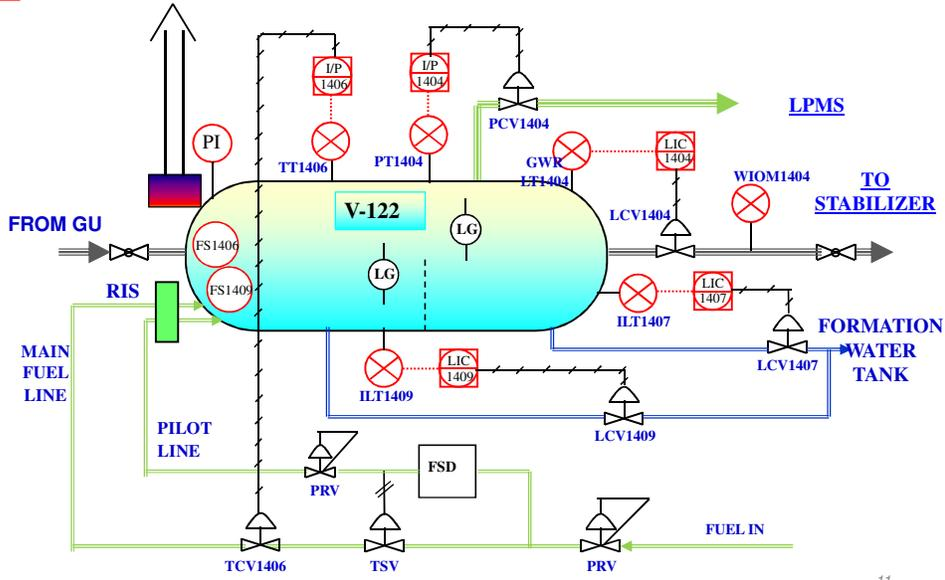 I/P
1406
I/P
1404
PCV1404
LPMS
PI
TT1406
PT1404
GWR
LT1404
LIC
1404
WIOM1404
TO
STABILIZER
V-122
LCV1404
FROM GU
FS1406
LG
LG
FS1409
RIS
LIC
1407
ILT1407
FORMATION
WATER
TANK
LCV1407
MAIN
FUEL
LINE
LIC
1409
ILT1409
LCV1409
PILOT
LINE
FSD
PRV
FUEL IN
TCV1406
TSV
PRV
11